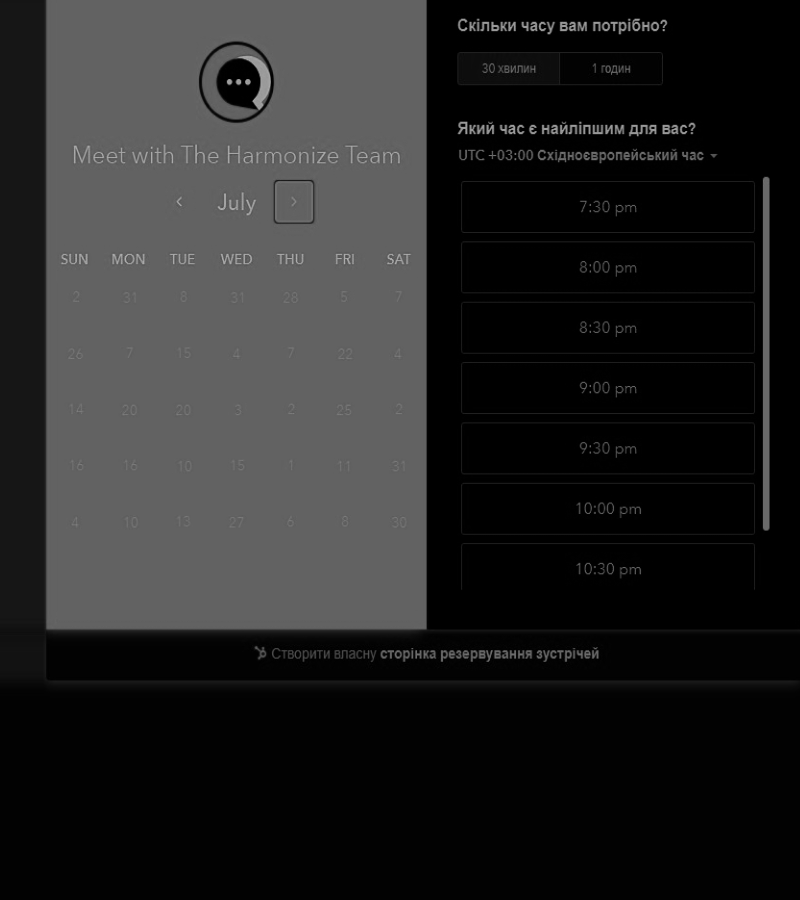 Meet with The Harmonize Team
July
SUN MON TUE WED THU FRI SAT
2 31 8 31 28 5 7
26 7 15 4 7 22 4
14 20 20 3 2 25 2
16 16 10 15 1 11 31
4 10 13 27 6 8 30
Скільки часу вам потрібно?
30 хвилин 1 годин
Який час є найліпшим для вас?
UTC +03:00 Східноєвропейський час
7:30 pm
8:00 pm
8:30 pm
9:00 pm
9:30 pm
10:00 pm
10:30 pm
Створити власну сторінка резервування зустрічей